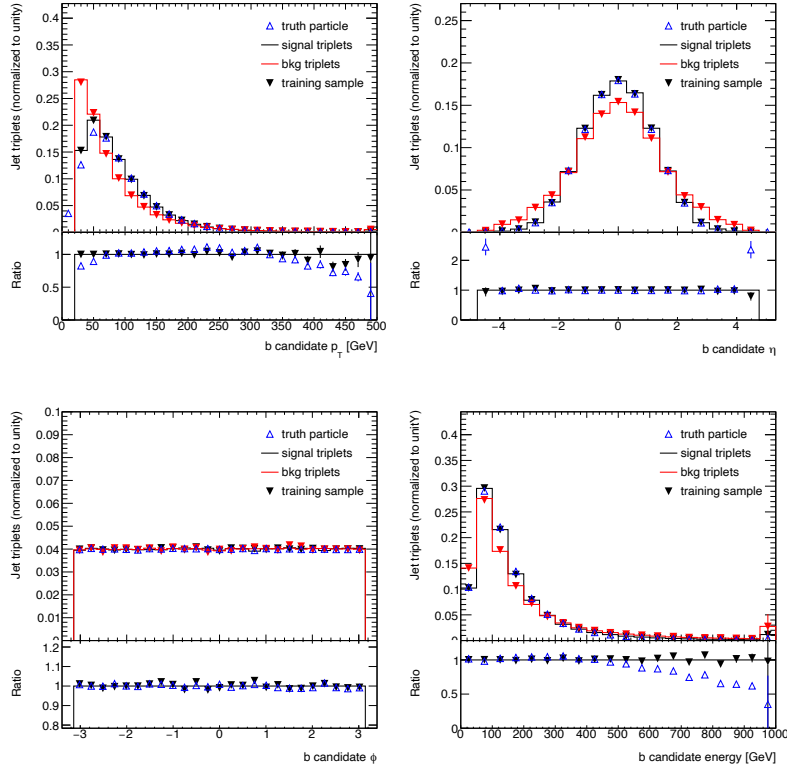 Jet triplets (normalized to unity)
0.4
0.35
0.3
0.25
0.2
0.15
0.1
0.05
0
truth particle
signal triplets
bkg triplets
training sample
Ratio
1
0.5
0
0 50 100 150 200 250 300 350 400 450 500
b candidate p_T [GeV]
Jet triplets (normalized to unity)
0.25
0.2
0.15
0.1
0.05
truth particle
signal triplets
bkg triplets
training sample
Ratio
2
1
0
−4 −2 0 2 4
b candidate η
Jet triplets (normalized to unity)
0.1
0.09
0.08
0.07
0.06
0.05
0.04
0.03
0.02
0.01
0
truth particle
signal triplets
bkg triplets
training sample
Ratio
1.2
1.1
1.0
0.9
0.8
−3 −2 −1 0 1 2 3
b candidate ϕ
Jet triplets (normalized to unitY)
0.4
0.3
0.2
0.15
0.1
0.05
0
truth particle
signal triplets
bkg triplets
training sample
Ratio
1
0.5
0
0 100 200 300 400 500 600 700 800 900 1000
b candidate energy [GeV]